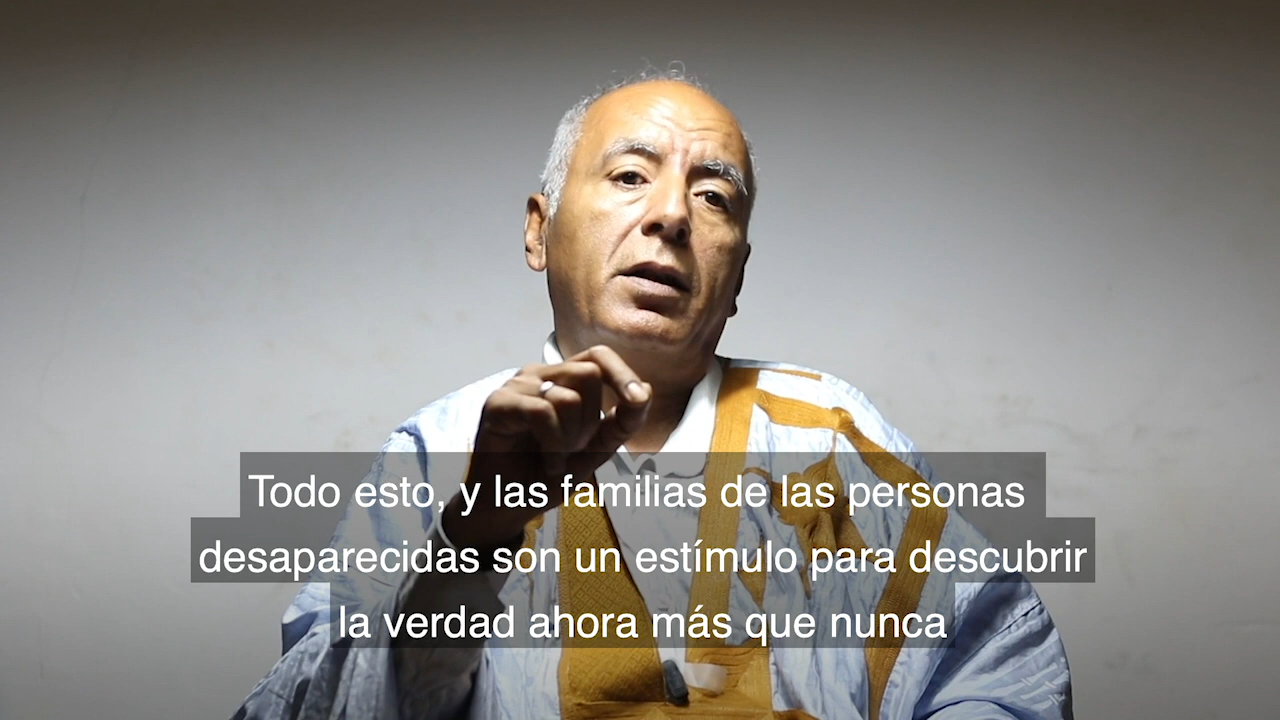 Todo esto, y las familias de las personas
desaparecidas son un estímulo para descubrir
la verdad ahora más que nunca